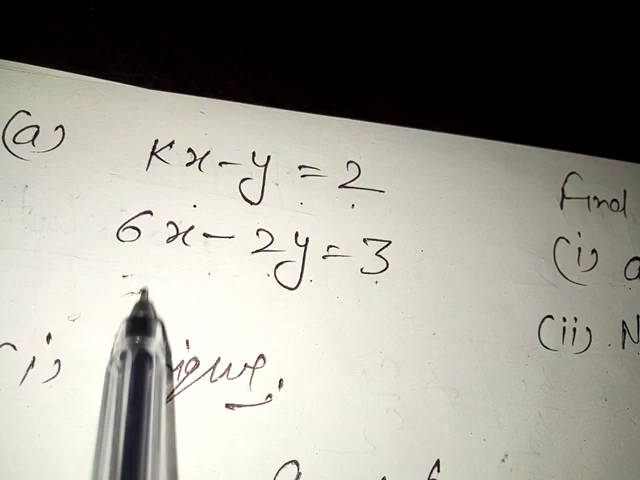 (a) kx - y = 2
6x - 2y = 3
Find
(i) a
(ii) N
(i)